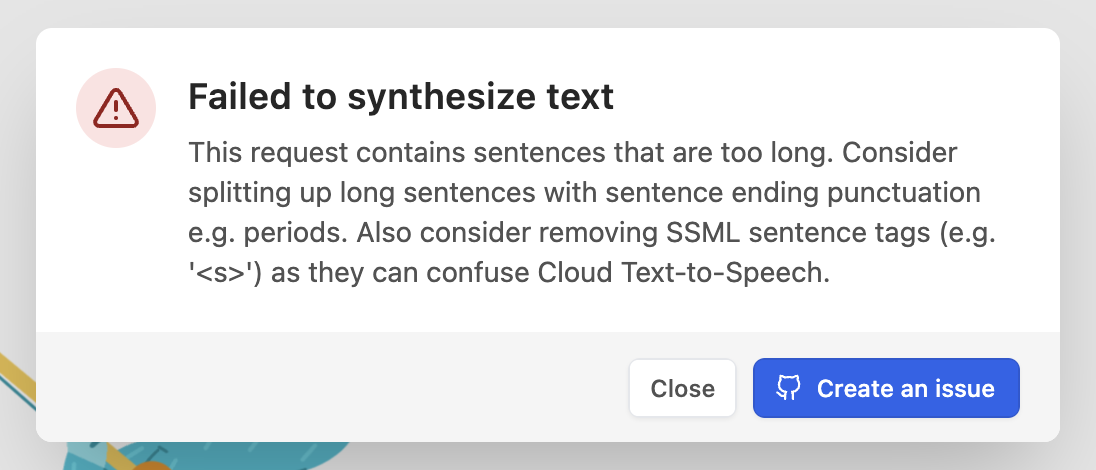 Failed to synthesize text
This request contains sentences that are too long. Consider
splitting up long sentences with sentence ending punctuation
e.g. periods. Also consider removing SSML sentence tags (e.g.
'<s>') as they can confuse Cloud Text-to-Speech.
Close
Create an issue